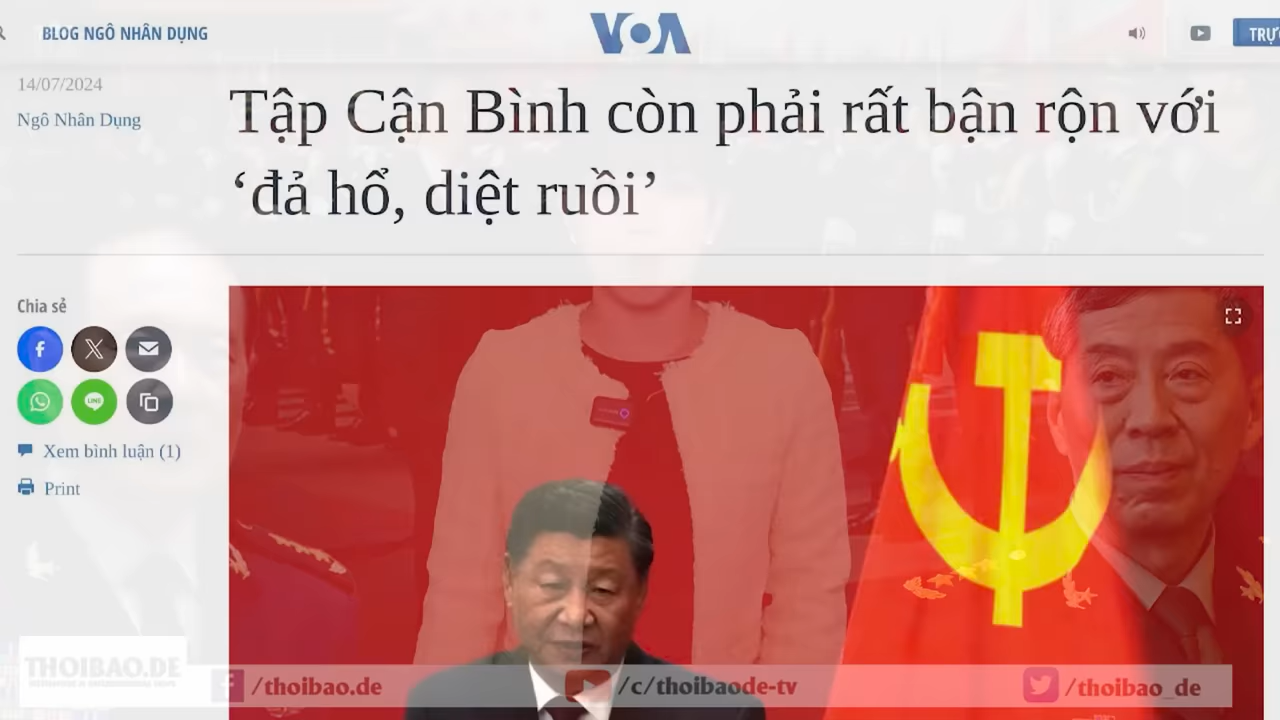 BLOG NGÔ NHÂN DỤNG
VOA
14/07/2024
Ngô Nhân Dụng
Tập Cận Bình còn phải rất bận rộn với
‘đả hổ, diệt ruồi’
Chia sẻ
LINE
Xem bình luận (1)
Print
THOIBAO.DE
/thoibao.de
/c/thoibaode-tv
/thoibao_de